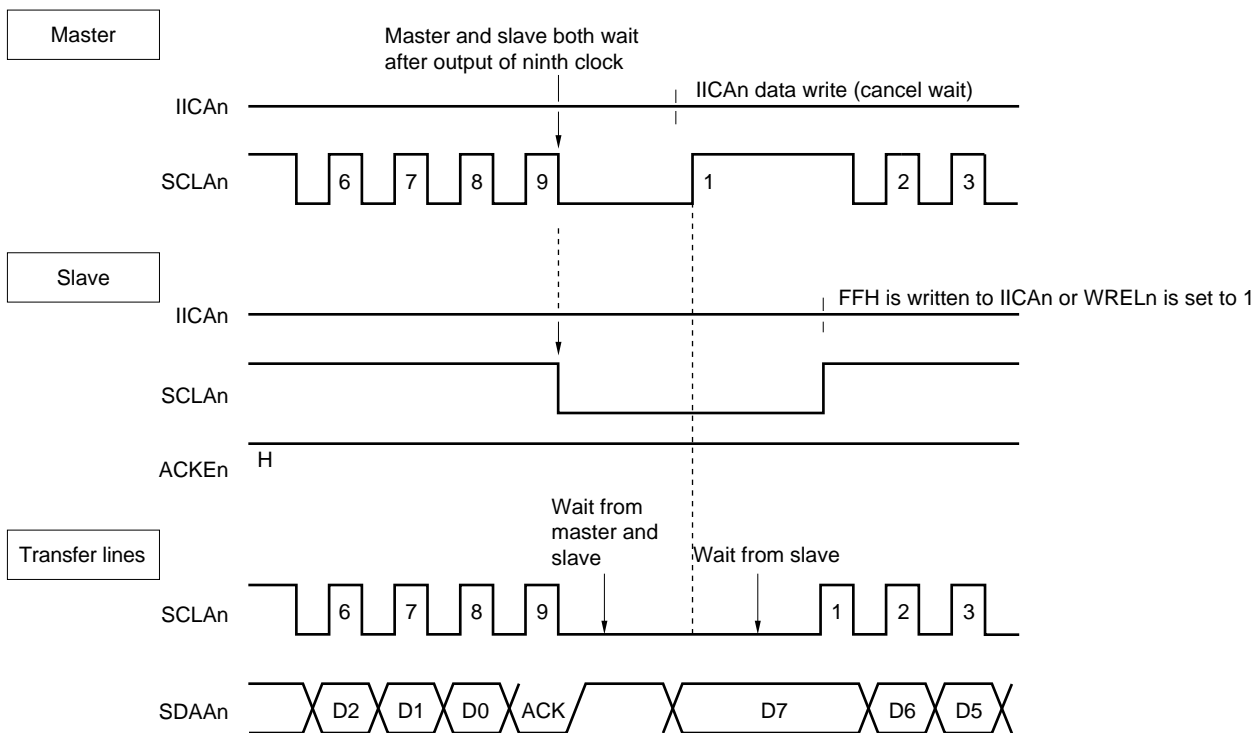 Master
Master and slave both wait
after output of ninth clock
IICAn data write (cancel wait)
IICAn
SCLAn
6 7 8 9 1 2 3
Slave
FFH is written to IICAn or WRELn is set to 1
IICAn
SCLAn
ACKEn
H
Wait from
master and
slave
Wait from slave
Transfer lines
SCLAn
6 7 8 9 1 2 3
SDAAn
D2 D1 D0 ACK D7 D6 D5